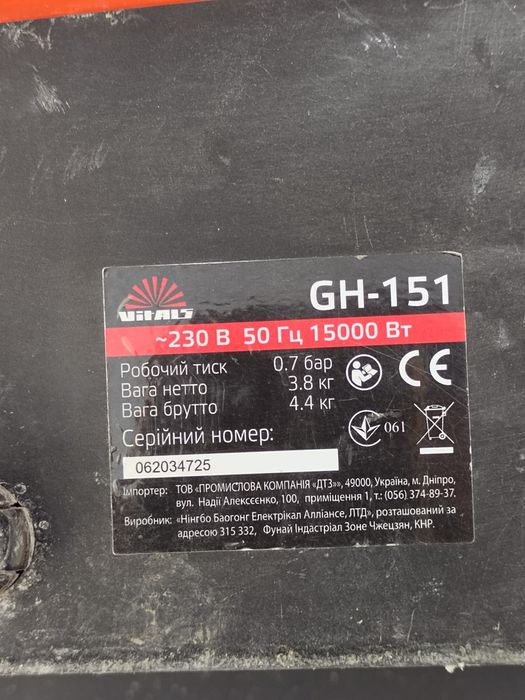 VITALS
GH-151
~230 В 50 Гц 15000 Вт
Робочий тиск 0.7 бар
Вага нетто 3.8 кг
Вага брутто 4.4 кг
CE
061
Серійний номер:
062034725
Імпортер: ТОВ «ПРОМИСЛОВА КОМПАНІЯ «ДТЗ»», 49000, Україна, м. Дніпро,
вул. Надії Алексєєнко, 100, приміщення 1, т: (056) 374-89-37.
Виробник: «Нінгбо Баогонг Електрікал Алліансе, ЛТД», розташований за
адресою 315 332, Фунай Індастріал Зоне Чжецзян, КНР.